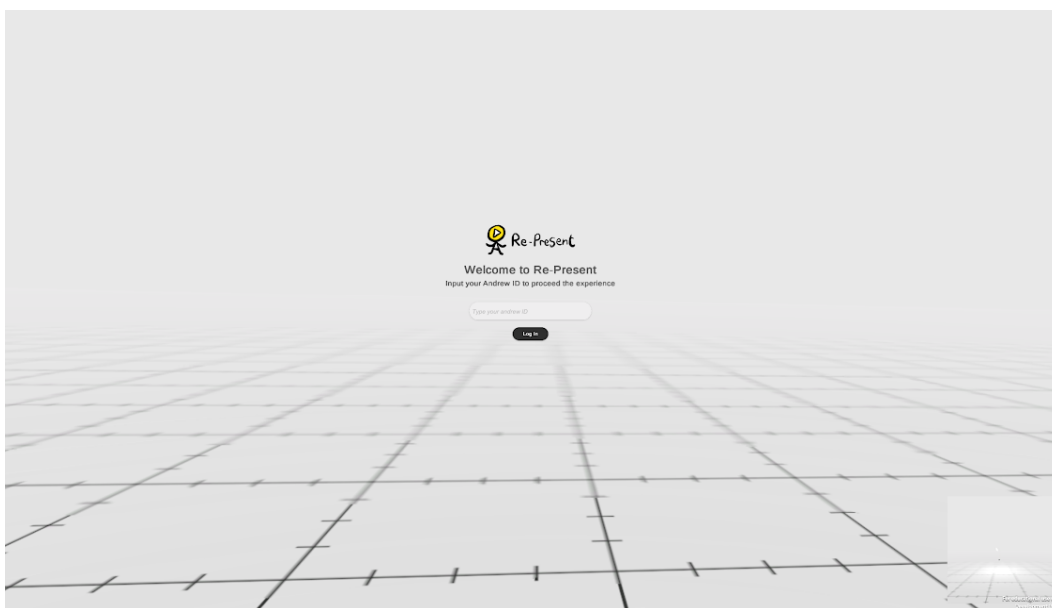 Re-Present
Welcome to Re-Present
Input your Andrew ID to proceed the experience
Type your andrew ID
Log In